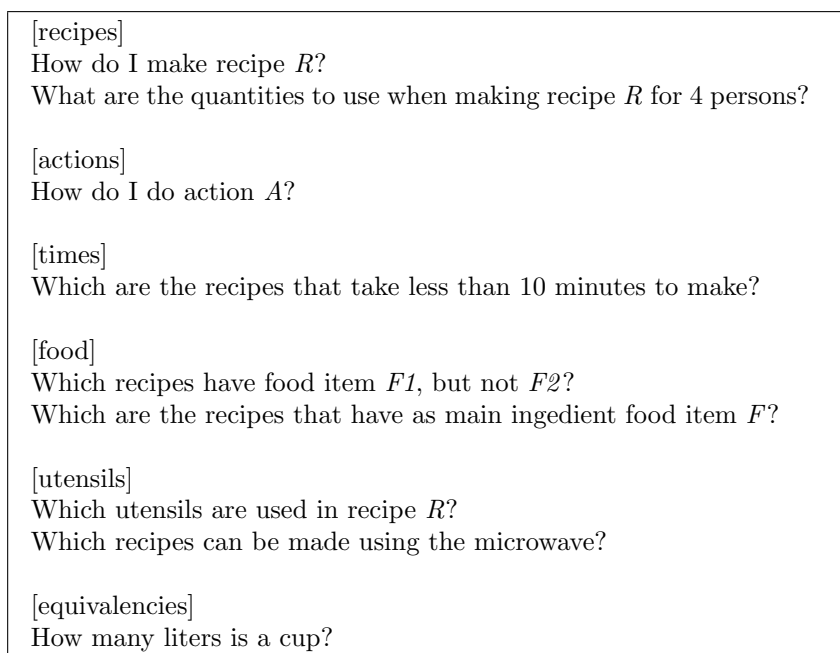 [recipes]
How do I make recipe R?
What are the quantities to use when making recipe R for 4 persons?
[actions]
How do I do action A?
[times]
Which are the recipes that take less than 10 minutes to make?
[food]
Which recipes have food item F1, but not F2?
Which are the recipes that have as main ingedient food item F?
[utensils]
Which utensils are used in recipe R?
Which recipes can be made using the microwave?
[equivalencies]
How many liters is a cup?